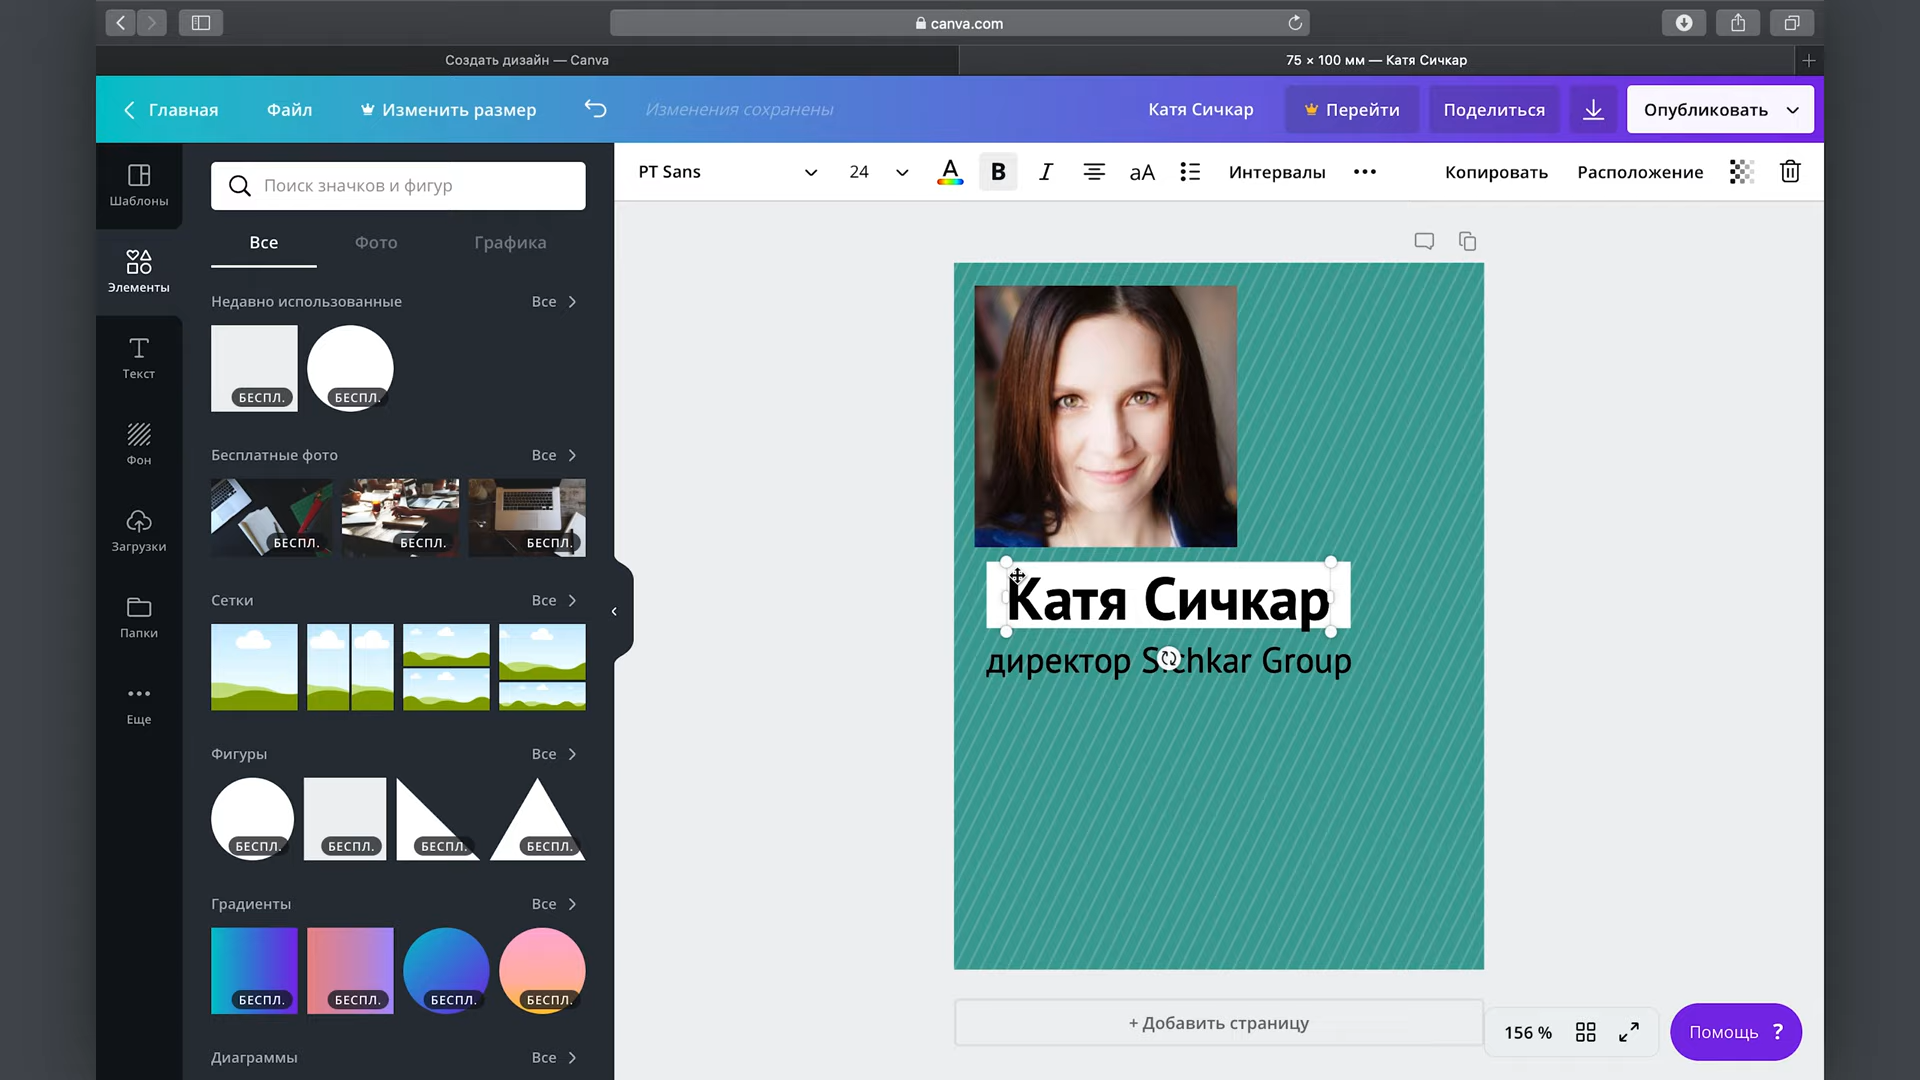 canva.com
Создать дизайн — Canva
75 × 100 мм — Катя Сичкар
Главная
Файл
Изменить размер
Изменения сохранены
Катя Сичкар
Перейти
Поделиться
Опубликовать
Шаблоны
Элементы
Текст
Фон
Загрузки
Папки
Еще
Поиск значков и фигур
Все
Фото
Графика
Недавно использованные
Все
БЕСПЛ.
БЕСПЛ.
Бесплатные фото
Все
БЕСПЛ.
БЕСПЛ.
БЕСПЛ.
Сетки
Все
Фигуры
Все
БЕСПЛ.
БЕСПЛ.
БЕСПЛ.
БЕСПЛ.
Градиенты
Все
БЕСПЛ.
БЕСПЛ.
БЕСПЛ.
БЕСПЛ.
Диаграммы
Все
PT Sans
24
A
B
I
aA
Интервалы
Копировать
Расположение
Катя Сичкар
директор Sichkar Group
+ Добавить страницу
156 %
Помощь ?